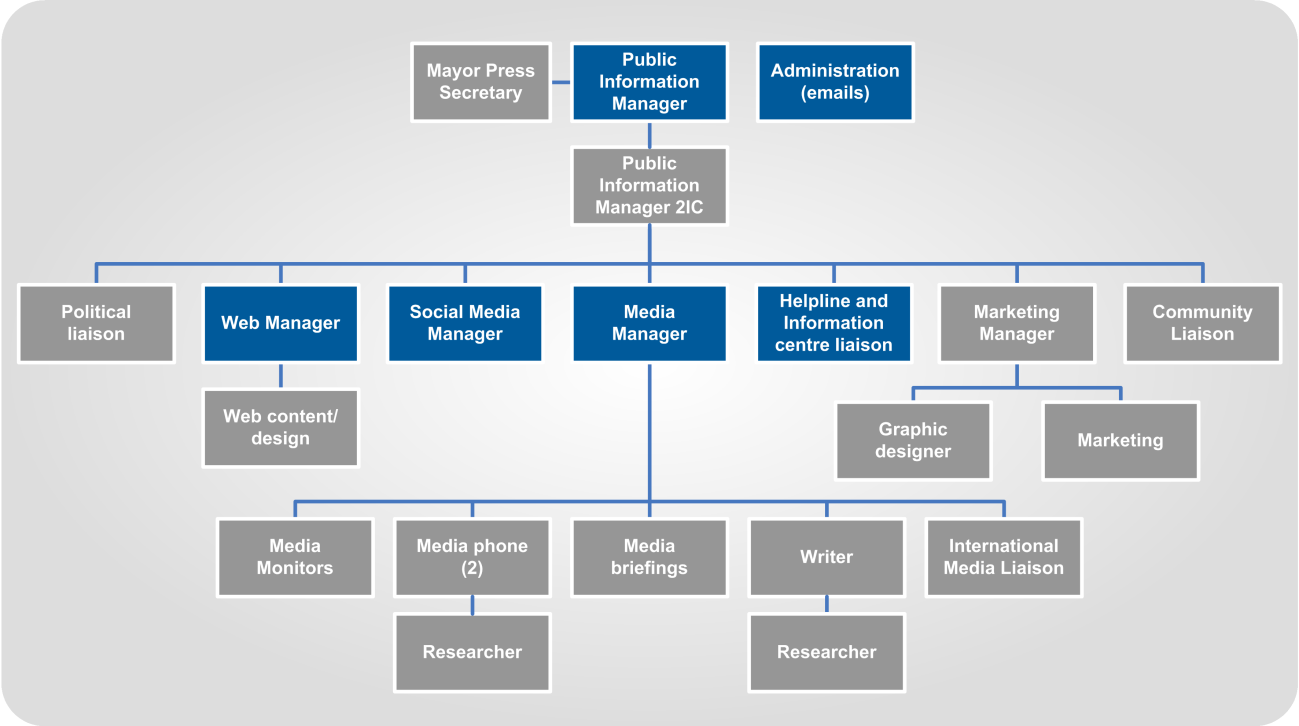 Mayor Press
Secretary
Public
Information
Manager
Administration
(emails)
Public
Information
Manager 2IC
Political
liaison
Web Manager
Social Media
Manager
Media
Manager
Helpline and
Information
centre liaison
Marketing
Manager
Community
Liaison
Web content/
design
Graphic
designer
Marketing
Media
Monitors
Media phone
(2)
Media
briefings
Writer
International
Media Liaison
Researcher
Researcher